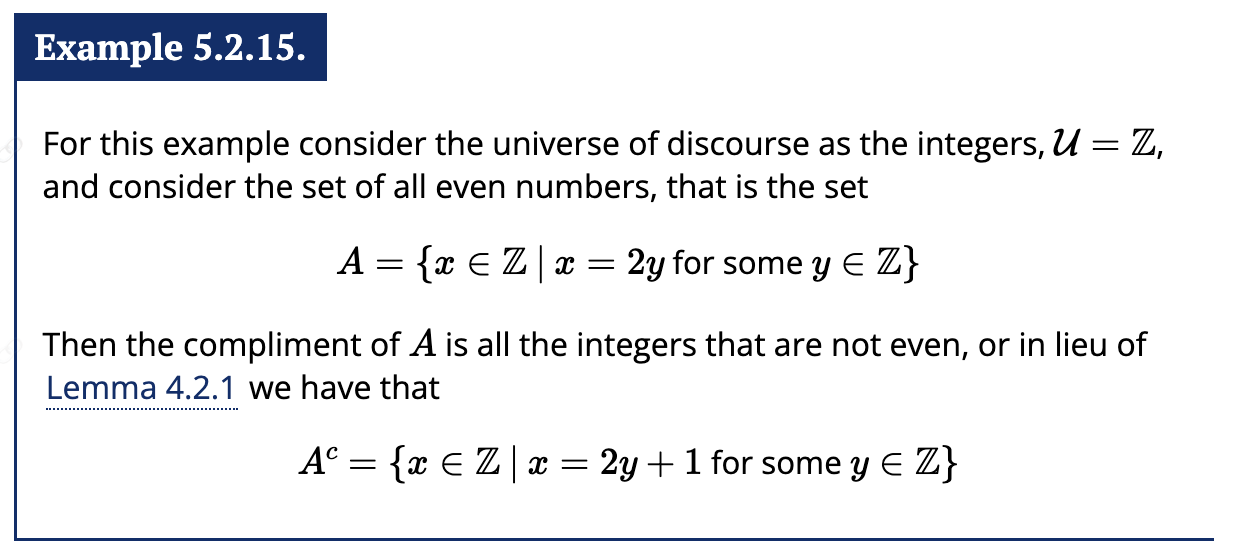 Example 5.2.15.
For this example consider the universe of discourse as the integers, 𝒰 = ℤ,
and consider the set of all even numbers, that is the set
A = {x ∈ ℤ | x = 2y for some y ∈ ℤ}
Then the compliment of A is all the integers that are not even, or in lieu of
Lemma 4.2.1 we have that
Aᶜ = {x ∈ ℤ | x = 2y + 1 for some y ∈ ℤ}